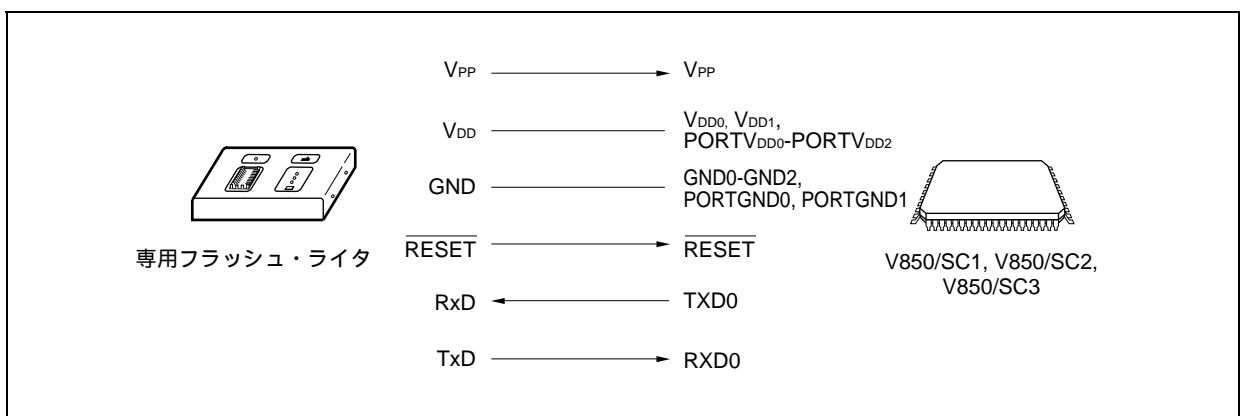 VPP VPP
VDD VDD0, VDD1,
PORTVDD0-PORTVDD2
GND GND0-GND2,
PORTGND0, PORTGND1
専用フラッシュ・ライタ
RESET RESET
V850/SC1, V850/SC2,
V850/SC3
RxD TXD0
TxD RXD0